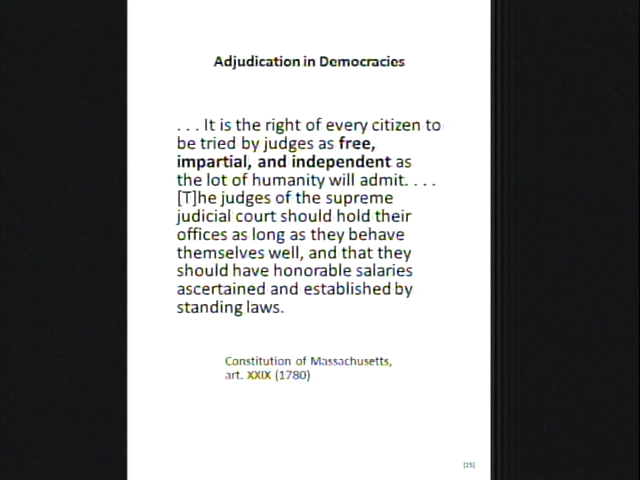 Adjudication in Democracies
. . . It is the right of every citizen to
be tried by judges as free,
impartial, and independent as
the lot of humanity will admit. . . .
[T]he judges of the supreme
judicial court should hold their
offices as long as they behave
themselves well, and that they
should have honorable salaries
ascertained and established by
standing laws.
Constitution of Massachusetts,
art. XXIX (1780)
[15]